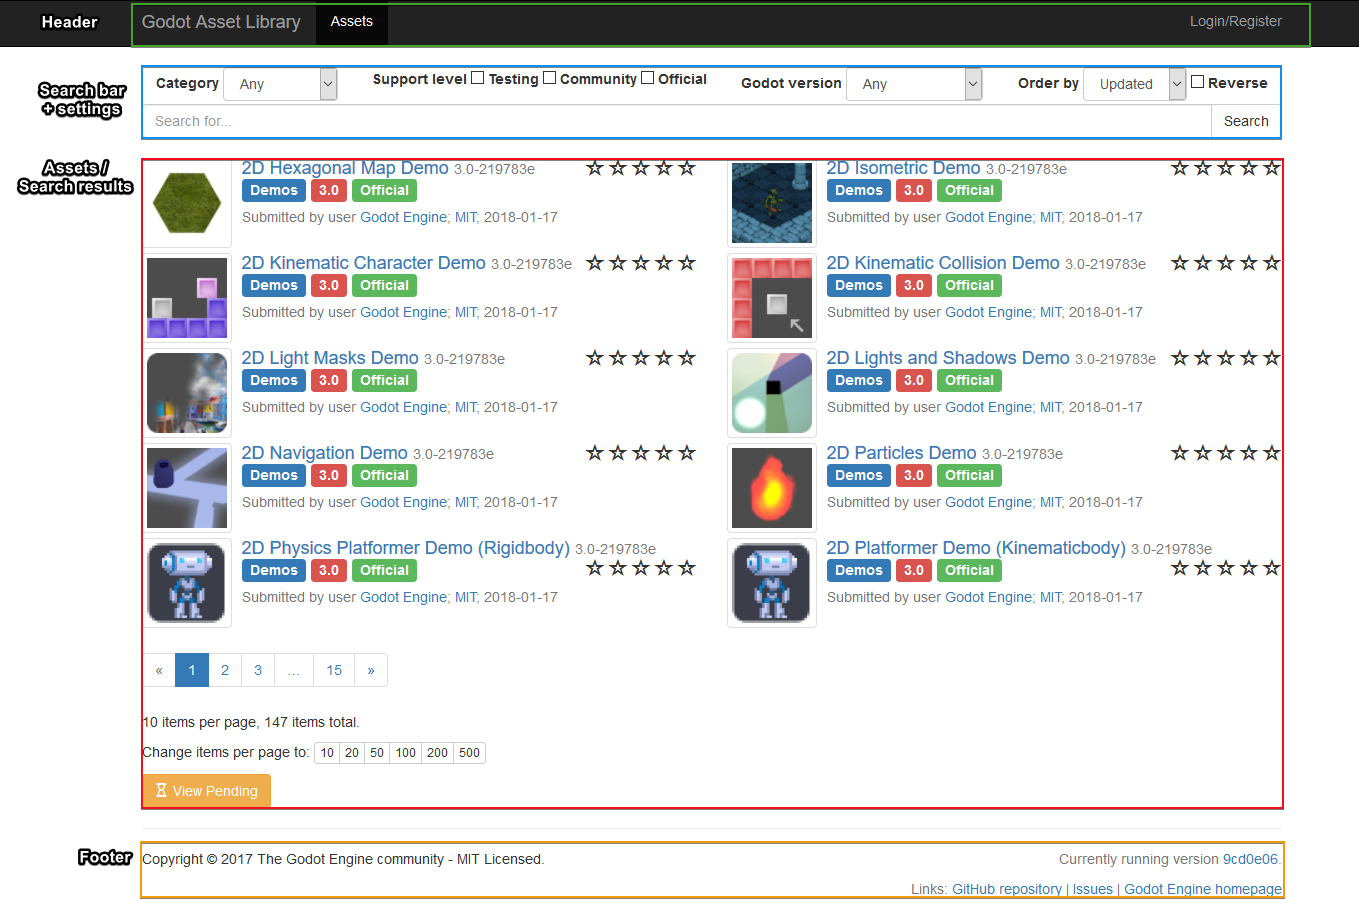 Header
Godot Asset Library Assets Login/Register
Search bar
+ settings
Category Any Support level Testing Community Official Godot version Any Order by Updated Reverse
Search for... Search
Assets /
Search results
2D Hexagonal Map Demo 3.0-219783e
Demos 3.0 Official
Submitted by user Godot Engine; MIT; 2018-01-17
2D Isometric Demo 3.0-219783e
Demos 3.0 Official
Submitted by user Godot Engine; MIT; 2018-01-17
2D Kinematic Character Demo 3.0-219783e
Demos 3.0 Official
Submitted by user Godot Engine; MIT; 2018-01-17
2D Kinematic Collision Demo 3.0-219783e
Demos 3.0 Official
Submitted by user Godot Engine; MIT; 2018-01-17
2D Light Masks Demo 3.0-219783e
Demos 3.0 Official
Submitted by user Godot Engine; MIT; 2018-01-17
2D Lights and Shadows Demo 3.0-219783e
Demos 3.0 Official
Submitted by user Godot Engine; MIT; 2018-01-17
2D Navigation Demo 3.0-219783e
Demos 3.0 Official
Submitted by user Godot Engine; MIT; 2018-01-17
2D Particles Demo 3.0-219783e
Demos 3.0 Official
Submitted by user Godot Engine; MIT; 2018-01-17
2D Physics Platformer Demo (Rigidbody) 3.0-219783e
Demos 3.0 Official
Submitted by user Godot Engine; MIT; 2018-01-17
2D Platformer Demo (Kinematicbody) 3.0-219783e
Demos 3.0 Official
Submitted by user Godot Engine; MIT; 2018-01-17
« 1 2 3 ... 15 »
10 items per page, 147 items total.
Change items per page to: 10 20 50 100 200 500
View Pending
Footer
Copyright © 2017 The Godot Engine community - MIT Licensed.
Currently running version 9cd0e06.
Links: GitHub repository | Issues | Godot Engine homepage